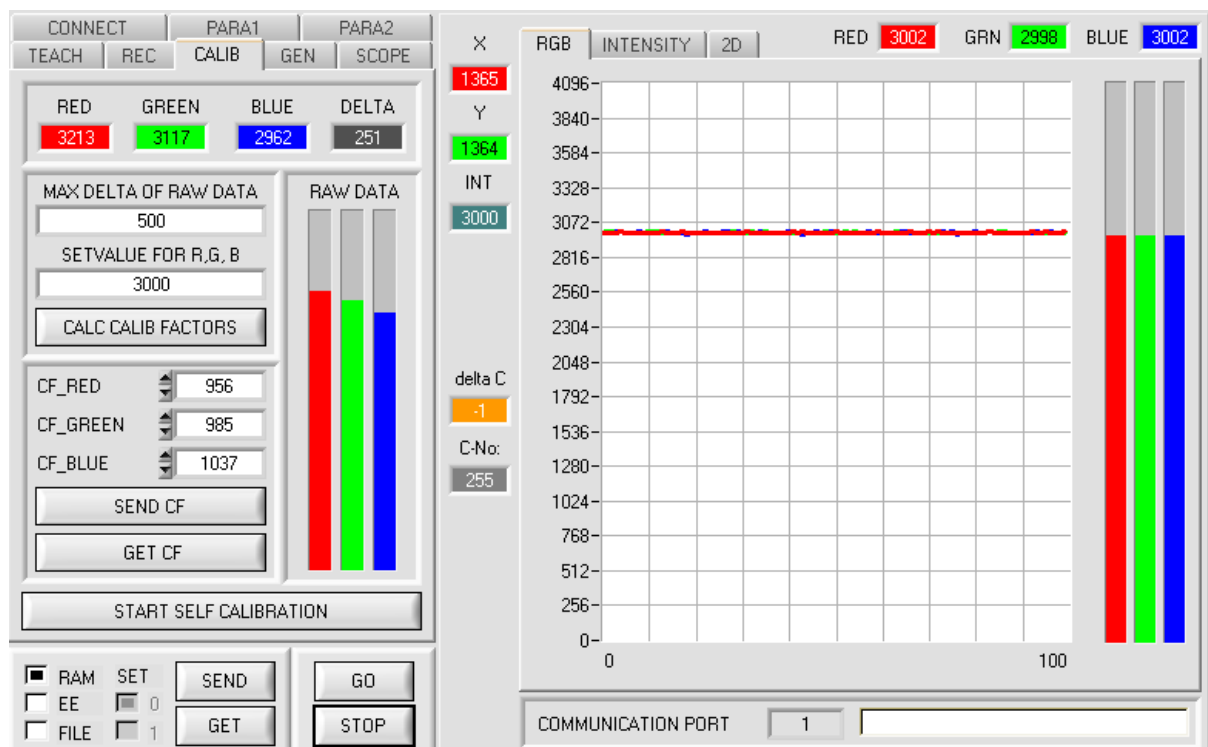 CONNECT PARA1 PARA2
TEACH REC CALIB GEN SCOPE
RED GREEN BLUE DELTA
3213 3117 2962 251
MAX DELTA OF RAW DATA
500
SETVALUE FOR R,G, B
3000
CALC CALIB FACTORS
RAW DATA
CF_RED 956
CF_GREEN 985
CF_BLUE 1037
SEND CF
GET CF
START SELF CALIBRATION
RAM SET
EE 0
FILE 1
SEND
GET
GO
STOP
X
1365
Y
1364
INT
3000
delta C
-1
C-No:
255
RGB INTENSITY 2D
RED 3002 GRN 2998 BLUE 3002
4096
3840
3584
3328
3072
2816
2560
2304
2048
1792
1536
1280
1024
768
512
256
0
0 100
COMMUNICATION PORT 1